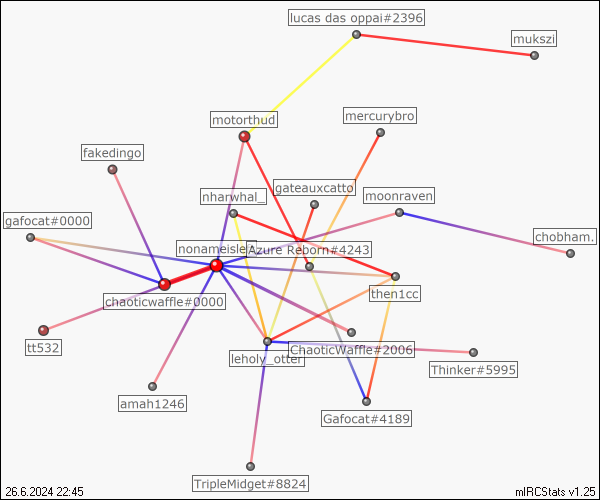 lucas das oppai#2396
mukszi
motorthud
mercurybro
fakedingo
nharwhal_
gateauxcatto
moonraven
gafocat#0000
nonameisle
Azure Reborn#4243
chobham.
chaoticwaffle#0000
then1cc
tt532
leholy_otter
ChaoticWaffle#2006
Thinker#5995
amah1246
Gafocat#4189
TripleMidget#8824
26.6.2024 22:45
mIRCStats v1.25